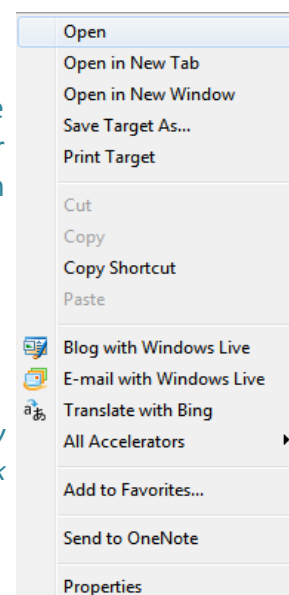 Open
Open in New Tab
Open in New Window
Save Target As...
Print Target
Cut
Copy
Copy Shortcut
Paste
Blog with Windows Live
E-mail with Windows Live
Translate with Bing
All Accelerators
Add to Favorites...
Send to OneNote
Properties